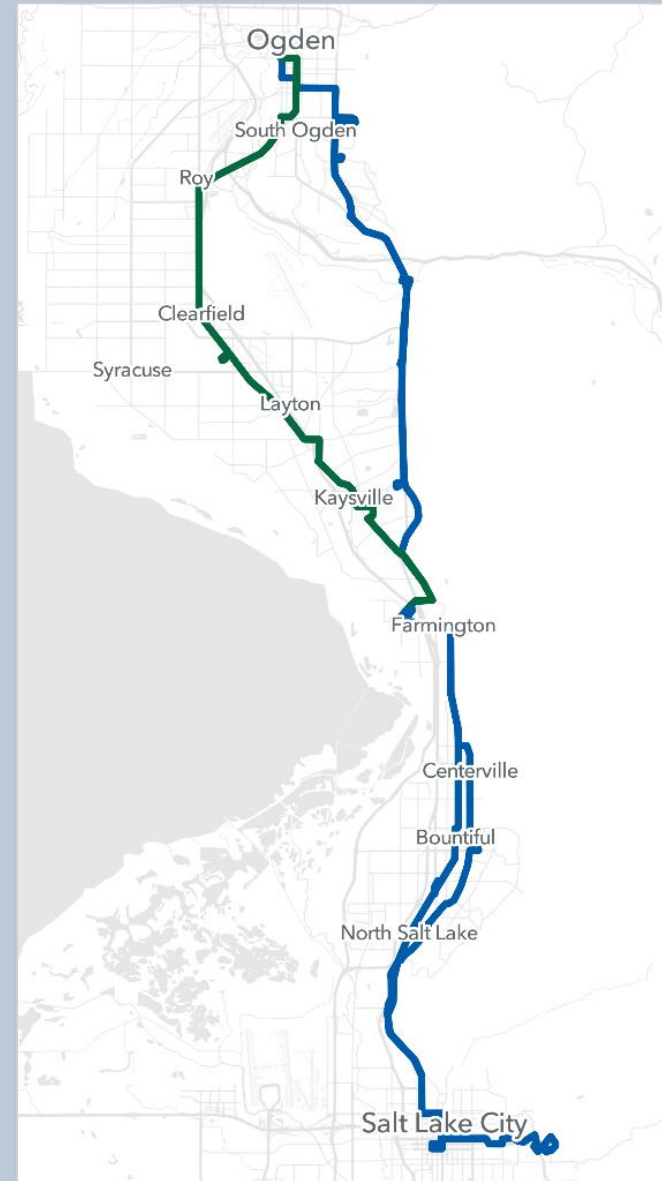 Ogden
South Ogden
Roy
Clearfield
Syracuse
Layton
Kaysville
Farmington
Centerville
Bountiful
North Salt Lake
Salt Lake City